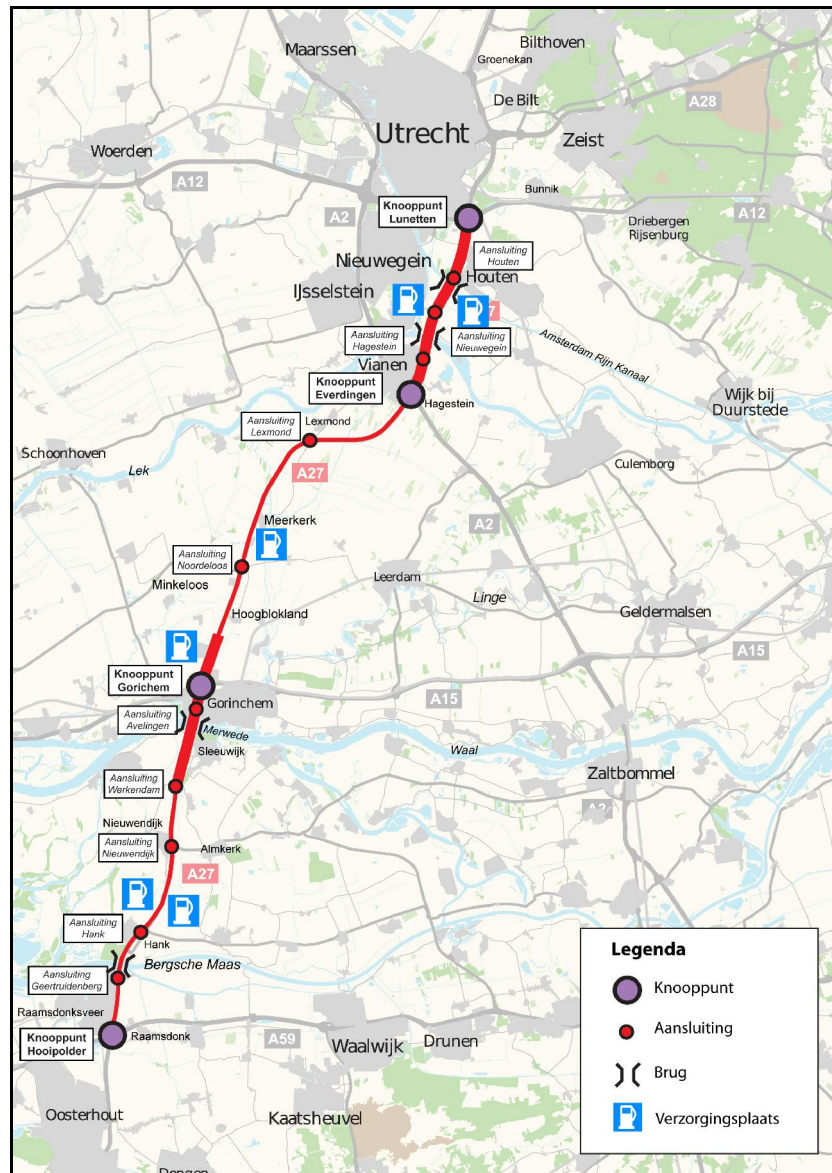 Maarssen
Bilthoven
Groenekan
De Bilt
A28
Utrecht
Zeist
Woerden
A12
Bunnik
Knooppunt
Lunetten
A2
A12
Driebergen
Rijsenburg
Aansluiting
Houten
Nieuwegein
Houten
IJsselstein
7
Aansluiting
Hagestein
Aansluiting
Nieuwegein
Amsterdam Rijn Kanaal
Vianen
Knooppunt
Everdingen
Hagestein
Wijk bij
Duurstede
Aansluiting
Lexmond
Lexmond
Schoonhoven
Lek
A27
Culemborg
Meerkerk
A2
Aansluiting
Noordeloos
Minkeloos
Leerdam
Linge
Hoogblokland
Geldermalsen
A15
Knooppunt
Gorichem
Gorinchem
A15
Aansluiting
Avelingen
Merwede
Sleeuwijk
Waal
Aansluiting
Werkendam
Zaltbommel
A2
Nieuwendijk
Aansluiting
Nieuwendijk
Almkerk
A27
Aansluiting
Hank
Hank
Bergsche Maas
Aansluiting
Geertruidenberg
Raamsdonksveer
Knooppunt
Hooipolder
Raamsdonk
A59
Waalwijk
Drunen
Oosterhout
Kaatsheuvel
Dongen
Legenda
Knooppunt
Aansluiting
Brug
Verzorgingsplaats